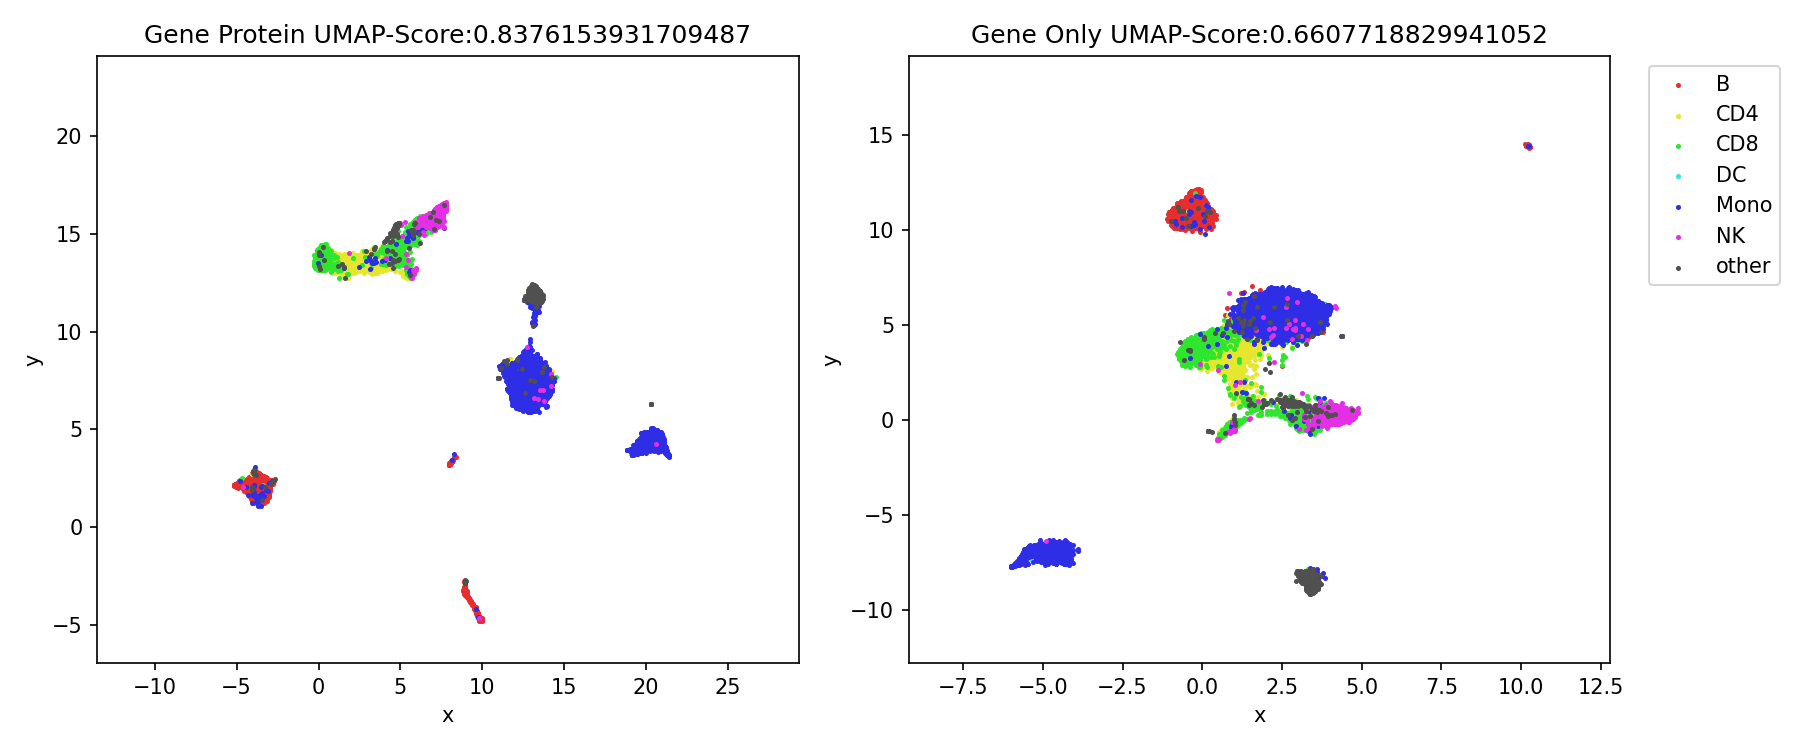 Gene Protein UMAP-Score:0.8376153931709487
20
15
10
5
0
−5
y
−10 −5 0 5 10 15 20 25
x
Gene Only UMAP-Score:0.6607718829941052
15
10
5
0
−5
−10
y
−7.5 −5.0 −2.5 0.0 2.5 5.0 7.5 10.0 12.5
x
B
CD4
CD8
DC
Mono
NK
other